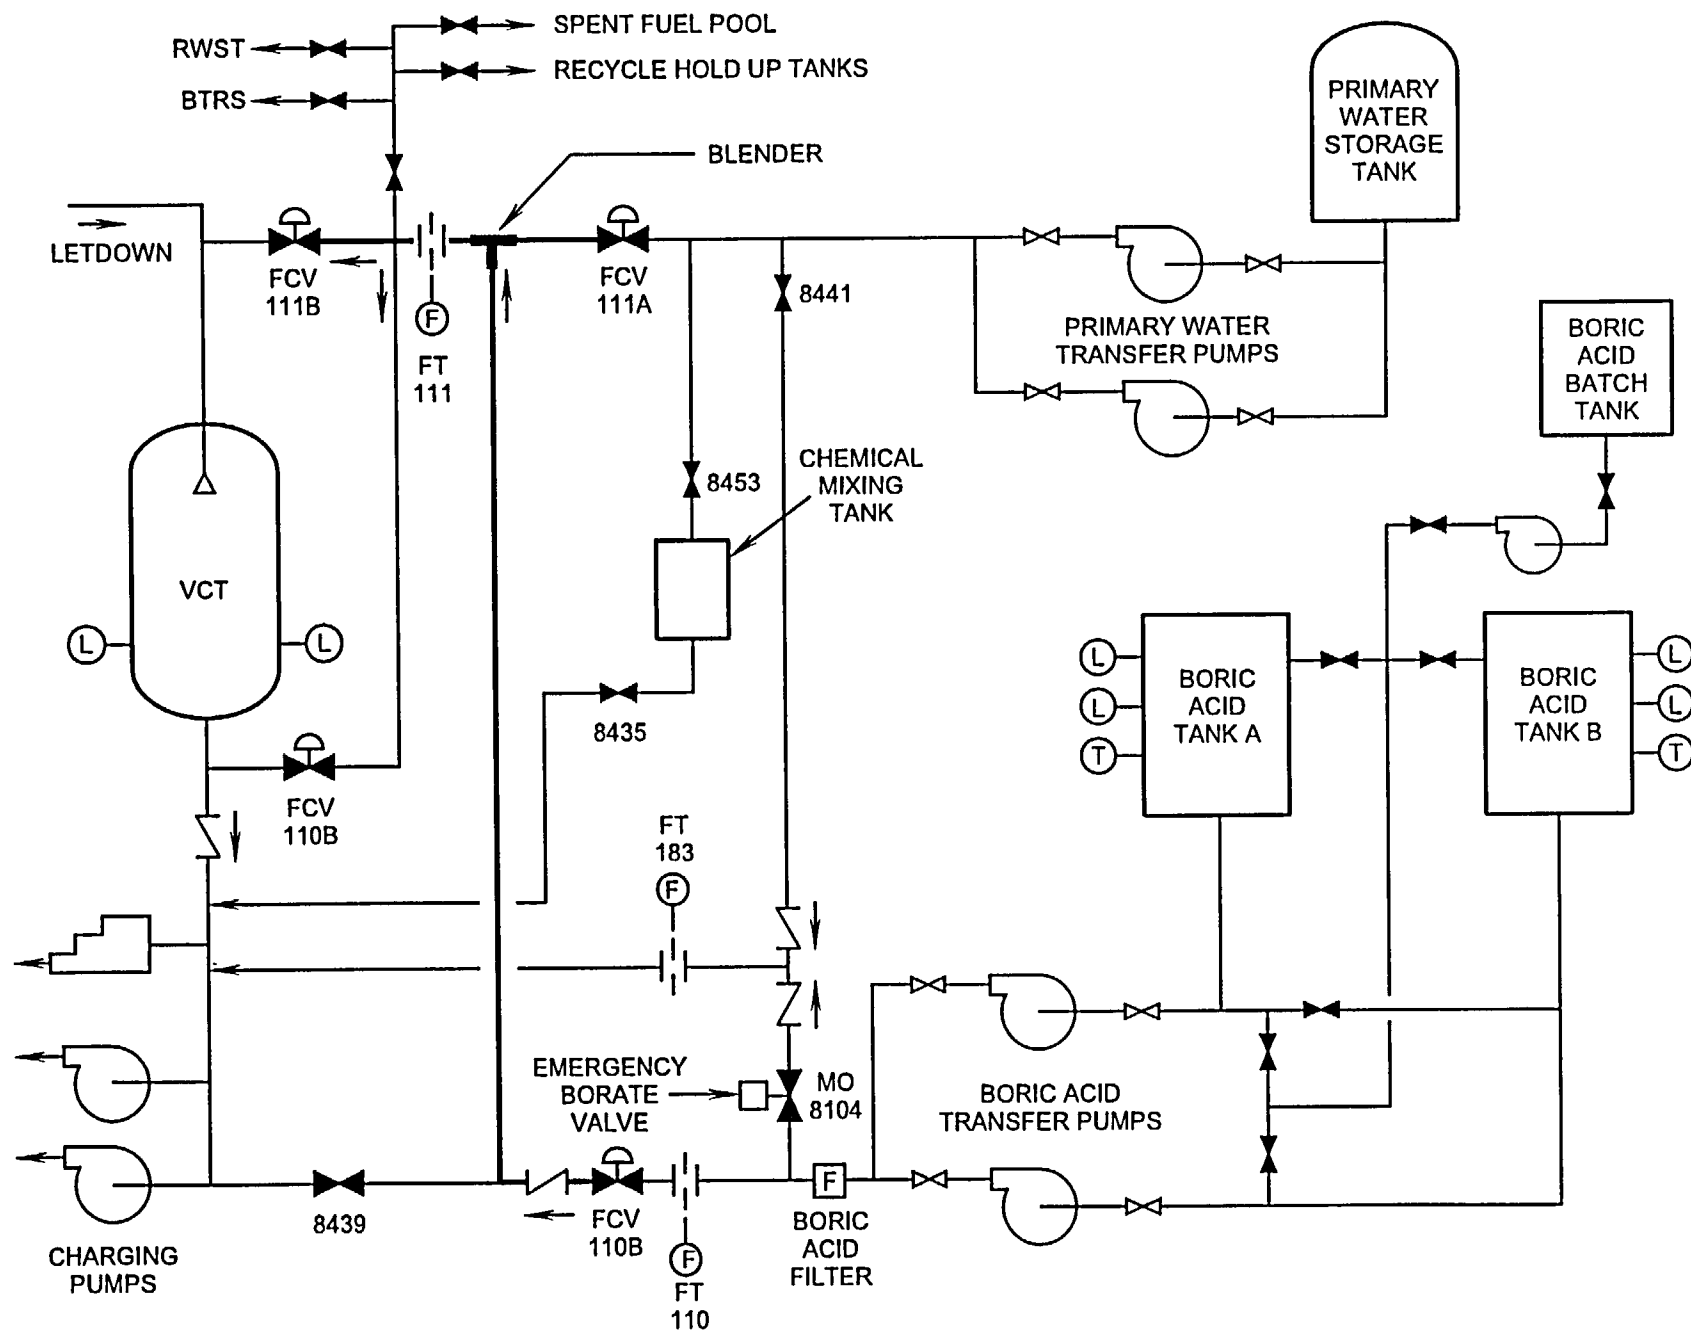 SPENT FUEL POOL
RWST
RECYCLE HOLD UP TANKS
BTRS
BLENDER
PRIMARY
WATER
STORAGE
TANK
LETDOWN
FCV
111B
F
FT
111
FCV
111A
8441
PRIMARY WATER
TRANSFER PUMPS
BORIC
ACID
BATCH
TANK
CHEMICAL
MIXING
TANK
8453
VCT
L
L
8435
L
L
T
BORIC
ACID
TANK A
BORIC
ACID
TANK B
L
L
T
FCV
110B
FT
183
F
EMERGENCY
BORATE
VALVE
MO
8104
BORIC ACID
TRANSFER PUMPS
8439
FCV
110B
F
FT
110
F
BORIC
ACID
FILTER
CHARGING
PUMPS